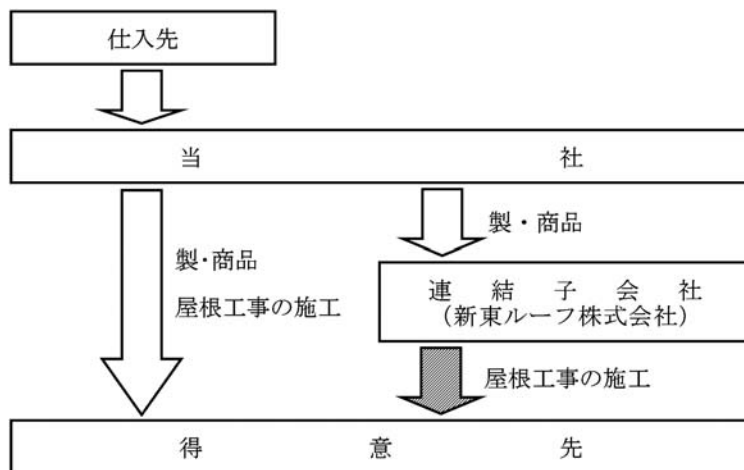 仕入先
当社
製・商品
製・商品
屋根工事の施工
連結子会社
（新東ルーフ株式会社）
屋根工事の施工
得意先